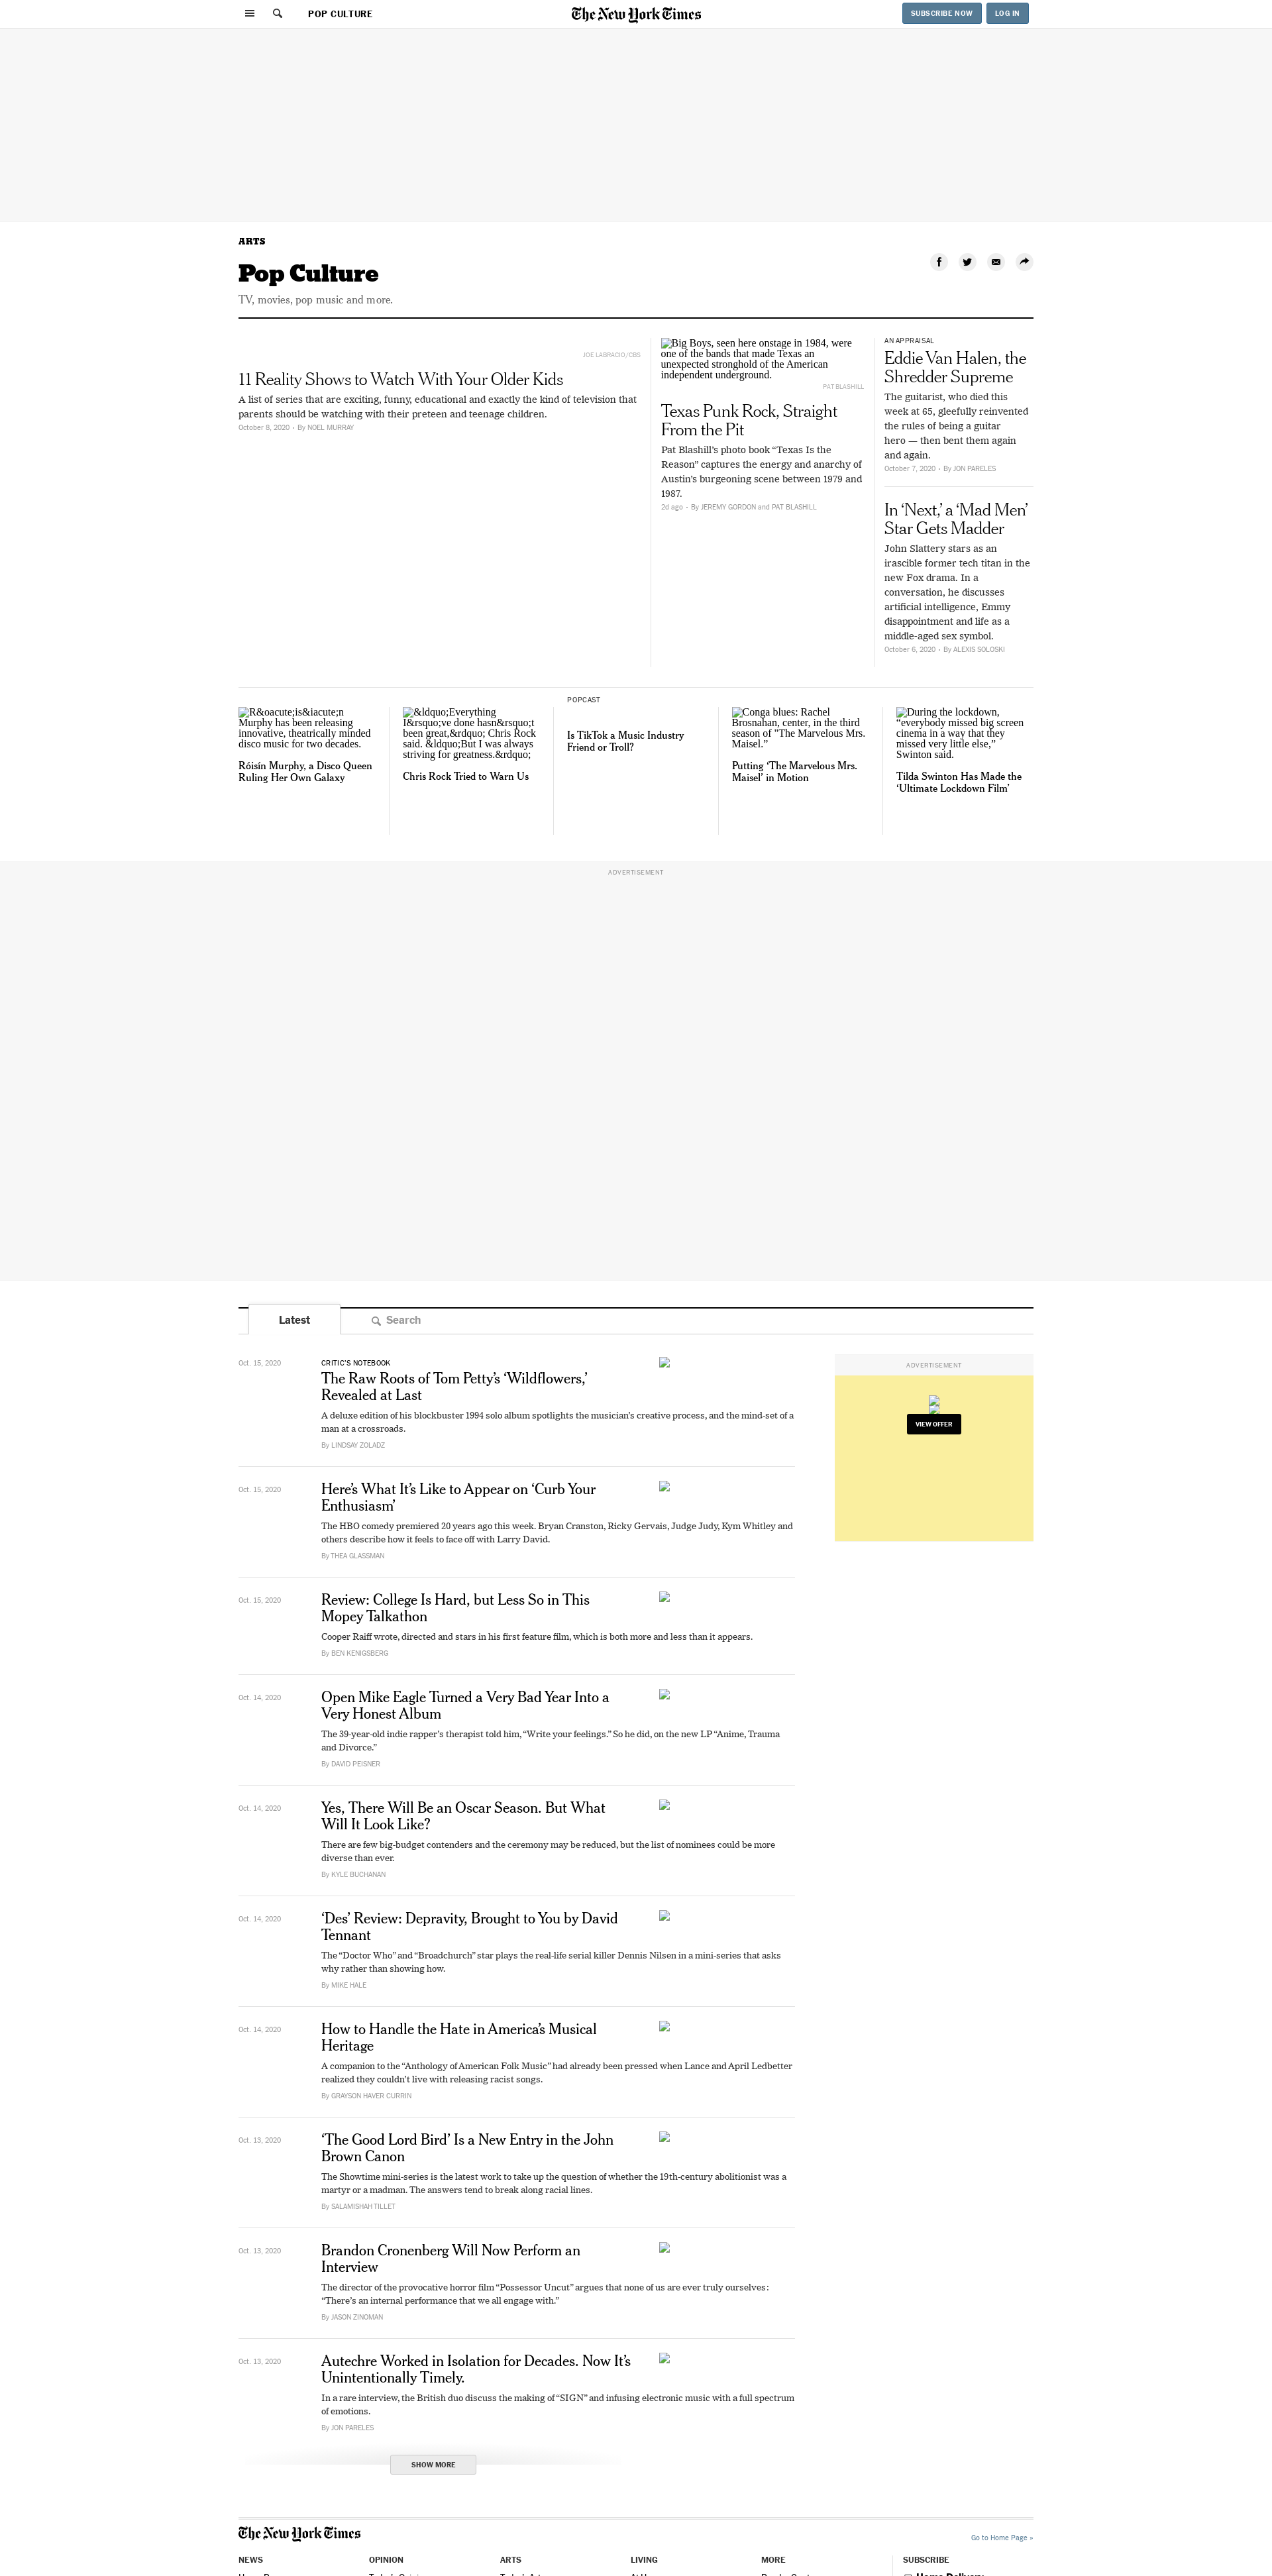 POP CULTURE
The New York Times
SUBSCRIBE NOW
LOG IN
ARTS
Pop Culture
TV, movies, pop music and more.
JOE LABRACIO/CBS
11 Reality Shows to Watch With Your Older Kids
A list of series that are exciting, funny, educational and exactly the kind of television that
parents should be watching with their preteen and teenage children.
October 8, 2020 • By NOEL MURRAY
Big Boys, seen here onstage in 1984, were
one of the bands that made Texas an
unexpected stronghold of the American
independent underground.
PAT BLASHILL
Texas Punk Rock, Straight
From the Pit
Pat Blashill’s photo book “Texas Is the
Reason” captures the energy and anarchy of
Austin’s burgeoning scene between 1979 and
1987.
2d ago • By JEREMY GORDON and PAT BLASHILL
AN APPRAISAL
Eddie Van Halen, the
Shredder Supreme
The guitarist, who died this
week at 65, gleefully reinvented
the rules of being a guitar
hero — then bent them again
and again.
October 7, 2020 • By JON PARELES
In ‘Next,’ a ‘Mad Men’
Star Gets Madder
John Slattery stars as an
irascible former tech titan in the
new Fox drama. In a
conversation, he discusses
artificial intelligence, Emmy
disappointment and life as a
middle-aged sex symbol.
October 6, 2020 • By ALEXIS SOLOSKI
R&oacute;is&iacute;n
Murphy has been releasing
innovative, theatrically minded
disco music for two decades.
Róisín Murphy, a Disco Queen
Ruling Her Own Galaxy
&ldquo;Everything
I&rsquo;ve done hasn&rsquo;t
been great,&rdquo; Chris Rock
said. &ldquo;But I was always
striving for greatness.&rdquo;
Chris Rock Tried to Warn Us
POPCAST
Is TikTok a Music Industry
Friend or Troll?
Conga blues: Rachel
Brosnahan, center, in the third
season of "The Marvelous Mrs.
Maisel.”
Putting ‘The Marvelous Mrs.
Maisel’ in Motion
During the lockdown,
“everybody missed big screen
cinema in a way that they
missed very little else,”
Swinton said.
Tilda Swinton Has Made the
‘Ultimate Lockdown Film’
ADVERTISEMENT
Latest
Search
Oct. 15, 2020
CRITIC’S NOTEBOOK
The Raw Roots of Tom Petty’s ‘Wildflowers,’
Revealed at Last
A deluxe edition of his blockbuster 1994 solo album spotlights the musician’s creative process, and the mind-set of a
man at a crossroads.
By LINDSAY ZOLADZ
ADVERTISEMENT
VIEW OFFER
Oct. 15, 2020
Here’s What It’s Like to Appear on ‘Curb Your
Enthusiasm’
The HBO comedy premiered 20 years ago this week. Bryan Cranston, Ricky Gervais, Judge Judy, Kym Whitley and
others describe how it feels to face off with Larry David.
By THEA GLASSMAN
Oct. 15, 2020
Review: College Is Hard, but Less So in This
Mopey Talkathon
Cooper Raiff wrote, directed and stars in his first feature film, which is both more and less than it appears.
By BEN KENIGSBERG
Oct. 14, 2020
Open Mike Eagle Turned a Very Bad Year Into a
Very Honest Album
The 39-year-old indie rapper’s therapist told him, “Write your feelings.” So he did, on the new LP “Anime, Trauma
and Divorce.”
By DAVID PEISNER
Oct. 14, 2020
Yes, There Will Be an Oscar Season. But What
Will It Look Like?
There are few big-budget contenders and the ceremony may be reduced, but the list of nominees could be more
diverse than ever.
By KYLE BUCHANAN
Oct. 14, 2020
‘Des’ Review: Depravity, Brought to You by David
Tennant
The “Doctor Who” and “Broadchurch” star plays the real-life serial killer Dennis Nilsen in a mini-series that asks
why rather than showing how.
By MIKE HALE
Oct. 14, 2020
How to Handle the Hate in America’s Musical
Heritage
A companion to the “Anthology of American Folk Music” had already been pressed when Lance and April Ledbetter
realized they couldn’t live with releasing racist songs.
By GRAYSON HAVER CURRIN
Oct. 13, 2020
‘The Good Lord Bird’ Is a New Entry in the John
Brown Canon
The Showtime mini-series is the latest work to take up the question of whether the 19th-century abolitionist was a
martyr or a madman. The answers tend to break along racial lines.
By SALAMISHAH TILLET
Oct. 13, 2020
Brandon Cronenberg Will Now Perform an
Interview
The director of the provocative horror film “Possessor Uncut” argues that none of us are ever truly ourselves:
“There’s an internal performance that we all engage with.”
By JASON ZINOMAN
Oct. 13, 2020
Autechre Worked in Isolation for Decades. Now It’s
Unintentionally Timely.
In a rare interview, the British duo discuss the making of “SIGN” and infusing electronic music with a full spectrum
of emotions.
By JON PARELES
SHOW MORE
The New York Times
Go to Home Page »
NEWS
OPINION
ARTS
LIVING
MORE
SUBSCRIBE